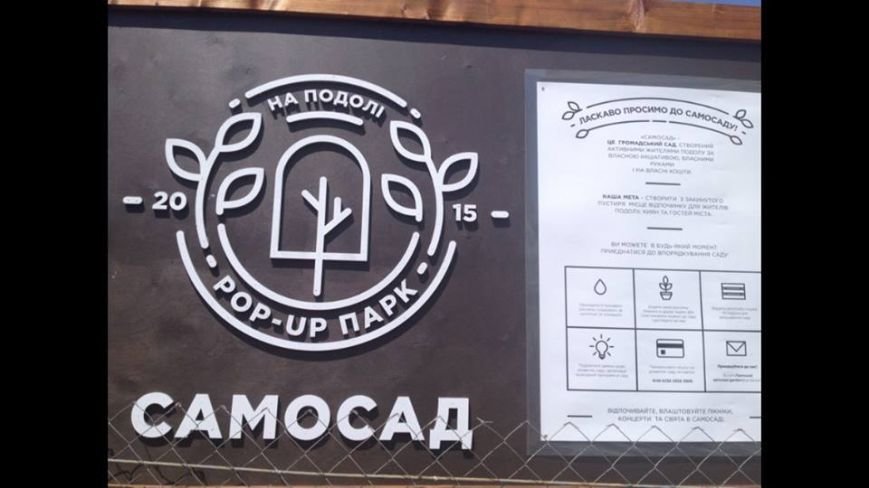 НА ПОДОЛІ
20 15
POP-UP ПАРК
САМОСАД
ЛАСКАВО ПРОСИМО ДО САМОСАДУ!
«САМОСАД» -
ЦЕ ГРОМАДСЬКИЙ САД, СТВОРЕНИЙ
АКТИВНИМИ ЖИТЕЛЯМИ ПОДОЛУ ЗА
ВЛАСНОЮ ІНІЦІАТИВОЮ, ВЛАСНИМИ
РУКАМИ
І НА ВЛАСНІ КОШТИ.
НАША МЕТА - СТВОРИТИ З ЗАКИНУТОГО
ПУСТИРЯ МІСЦЕ ВІДПОЧИНКУ ДЛЯ ЖИТЕЛІВ
ПОДОЛУ, КИЯН ТА ГОСТЕЙ МІСТА.
ВИ МОЖЕТЕ В БУДЬ-ЯКИЙ МОМЕНТ
ПРИЄДНАТИСЯ ДО ВПОРЯДКУВАННЯ САДУ
ВІДПОЧИВАЙТЕ, ВЛАШТОВУЙТЕ ПІКНІКИ,
КОНЦЕРТИ ТА СВЯТА В САМОСАДІ.